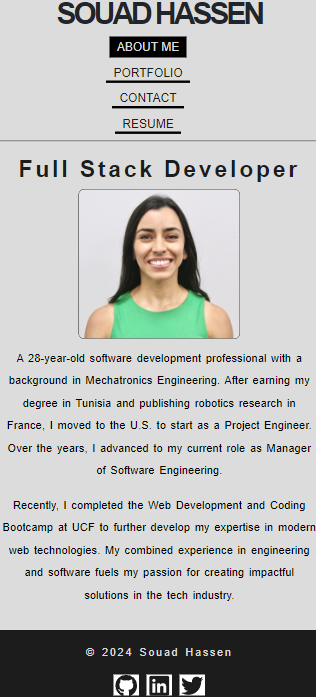 SOUAD HASSEN
ABOUT ME
PORTFOLIO
CONTACT
RESUME
Full Stack Developer
A 28-year-old software development professional with a
background in Mechatronics Engineering. After earning my
degree in Tunisia and publishing robotics research in
France, I moved to the U.S. to start as a Project Engineer.
Over the years, I advanced to my current role as Manager
of Software Engineering.
Recently, I completed the Web Development and Coding
Bootcamp at UCF to further develop my expertise in modern
web technologies. My combined experience in engineering
and software fuels my passion for creating impactful
solutions in the tech industry.
© 2024 Souad Hassen
in